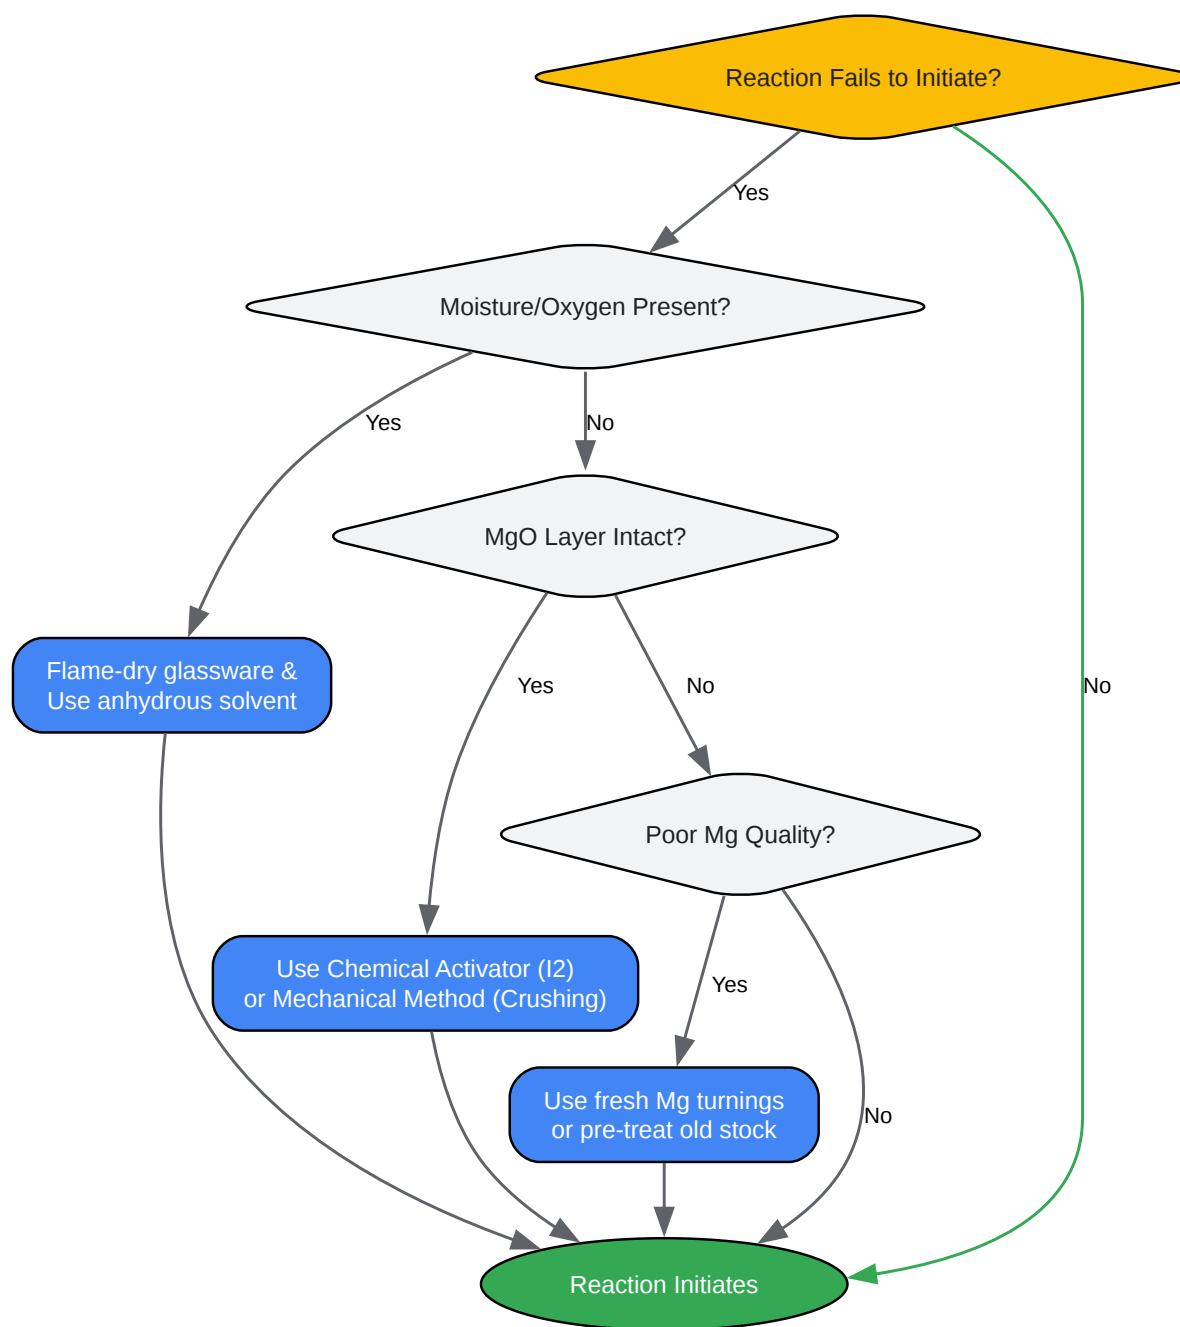 Reaction Fails to Initiate?
Yes
Moisture/Oxygen Present?
Yes
No
MgO Layer Intact?
Flame-dry glassware &
Use anhydrous solvent
Yes
No
No
Poor Mg Quality?
Use Chemical Activator (I2)
or Mechanical Method (Crushing)
Yes
Use fresh Mg turnings
or pre-treat old stock
No
Reaction Initiates